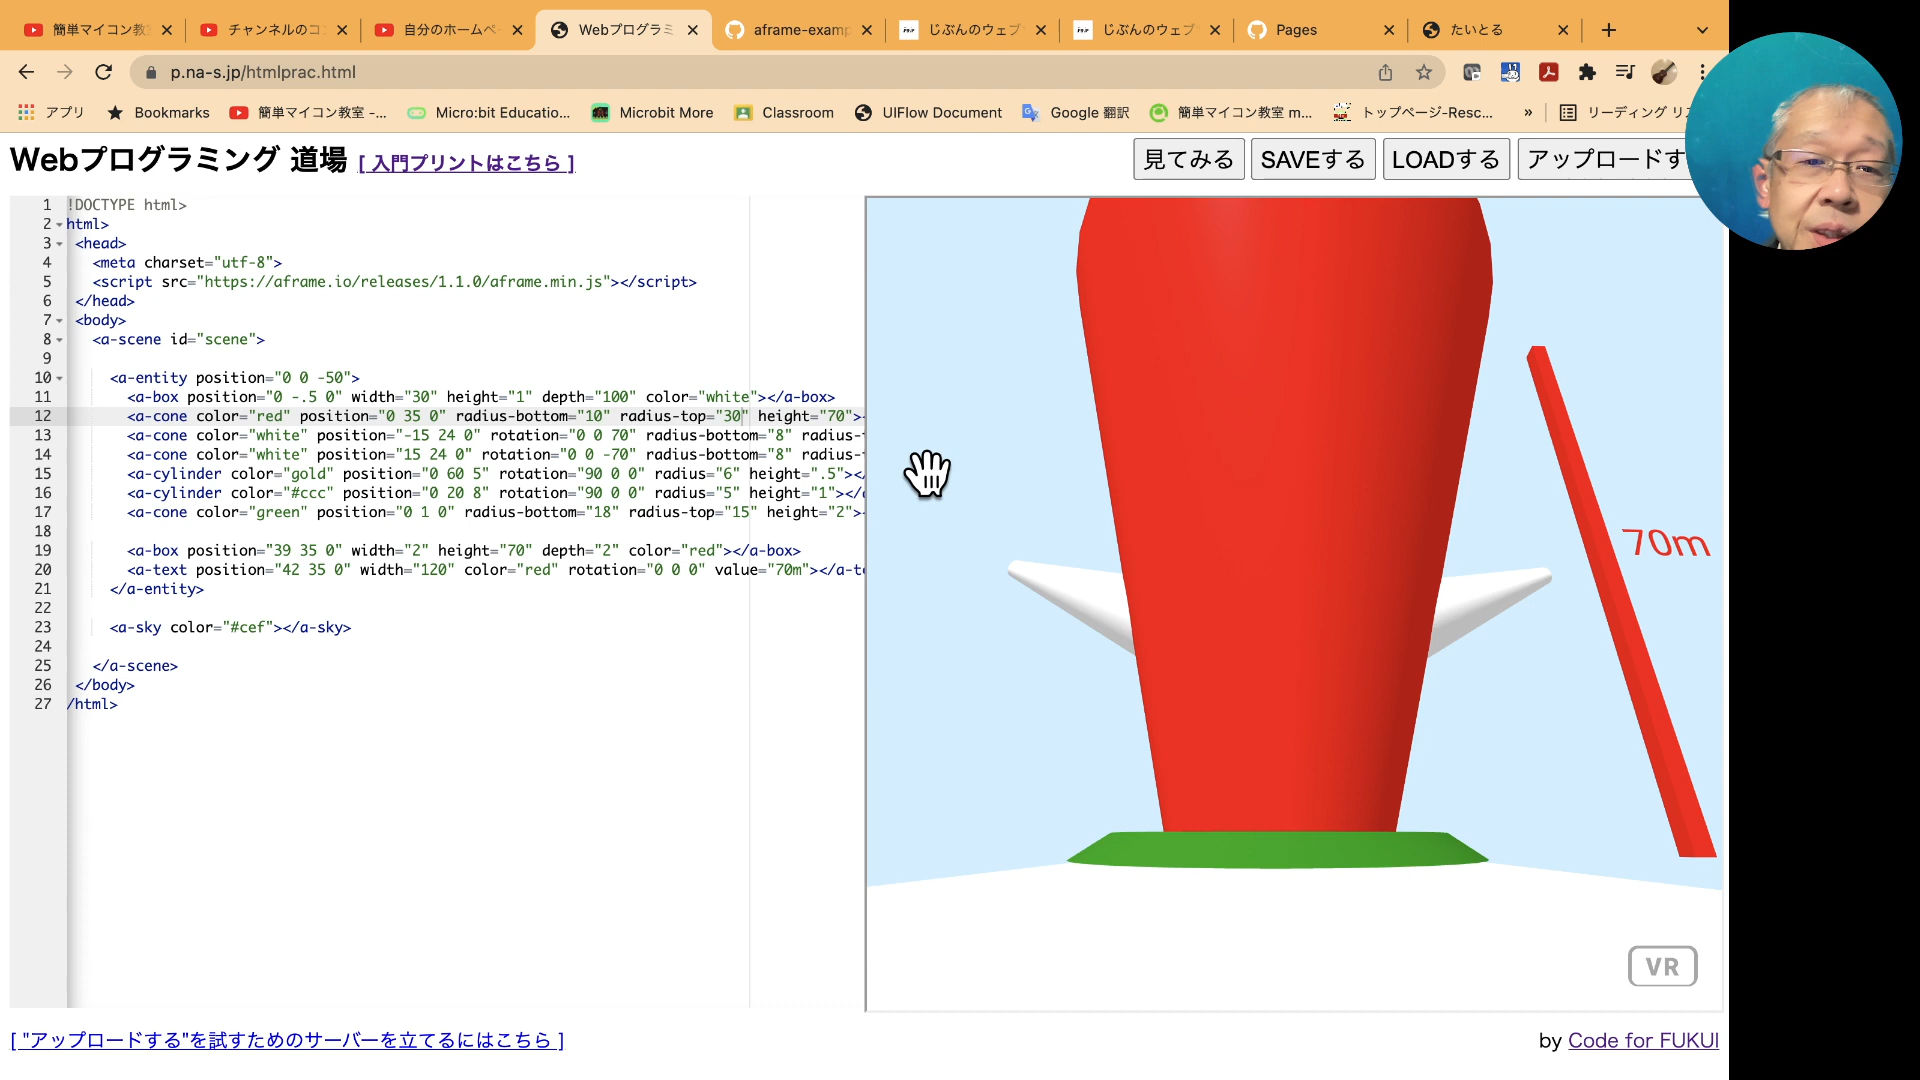 簡単マイコン教
チャンネルのコ
自分のホームペ
Webプログラミ
aframe-examp
じぶんのウェブ
じぶんのウェブ
Pages
たいとる
p.na-s.jp/htmlprac.html
アプリ
Bookmarks
簡単マイコン教室 -...
Micro:bit Educatio...
Microbit More
Classroom
UIFlow Document
Google 翻訳
簡単マイコン教室 m...
トップページ-Resc...
»
リーディング リス
Webプログラミング 道場 [ 入門プリントはこちら ]
見てみる
SAVEする
LOADする
アップロードす
1 !DOCTYPE html>
2 html>
3 <head>
4 <meta charset="utf-8">
5 <script src="https://aframe.io/releases/1.1.0/aframe.min.js"></script>
6 </head>
7 <body>
8 <a-scene id="scene">
9
10 <a-entity position="0 0 -50">
11 <a-box position="0 -.5 0" width="30" height="1" depth="100" color="white"></a-box>
12 <a-cone color="red" position="0 35 0" radius-bottom="10" radius-top="30" height="70"><
13 <a-cone color="white" position="-15 24 0" rotation="0 0 70" radius-bottom="8" radius-
14 <a-cone color="white" position="15 24 0" rotation="0 0 -70" radius-bottom="8" radius-
15 <a-cylinder color="gold" position="0 60 5" rotation="90 0 0" radius="6" height=".5"></
16 <a-cylinder color="#ccc" position="0 20 8" rotation="90 0 0" radius="5" height="1"></
17 <a-cone color="green" position="0 1 0" radius-bottom="18" radius-top="15" height="2"><
18
19 <a-box position="39 35 0" width="2" height="70" depth="2" color="red"></a-box>
20 <a-text position="42 35 0" width="120" color="red" rotation="0 0 0" value="70m"></a-te
21 </a-entity>
22
23 <a-sky color="#cef"></a-sky>
24
25 </a-scene>
26 </body>
27 /html>
70m
VR
[ "アップロードする"を試すためのサーバーを立てるにはこちら ]
by Code for FUKUI